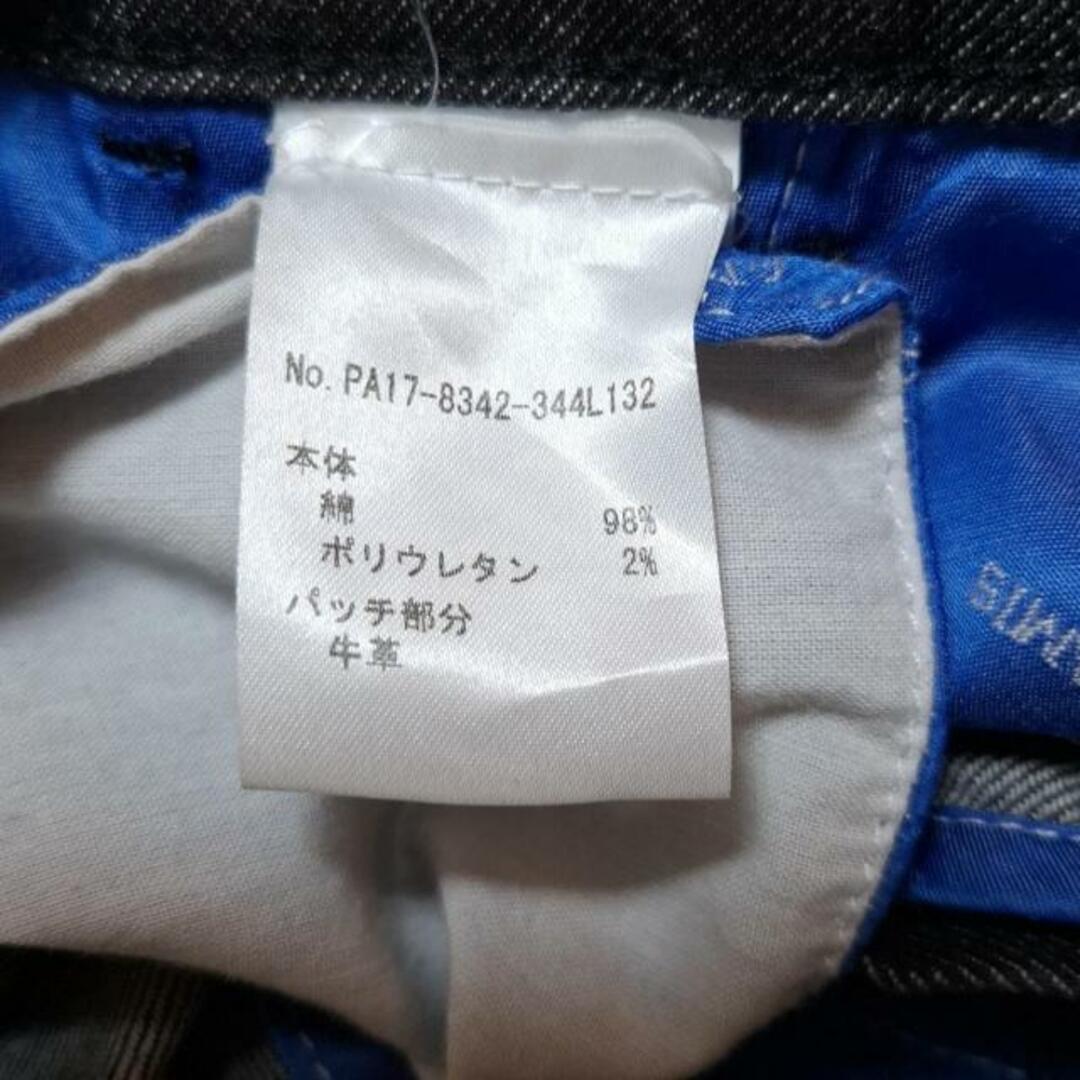 No. PA17-8342-344L132
本体
綿 98%
ポリウレタン 2%
パッチ部分
牛革